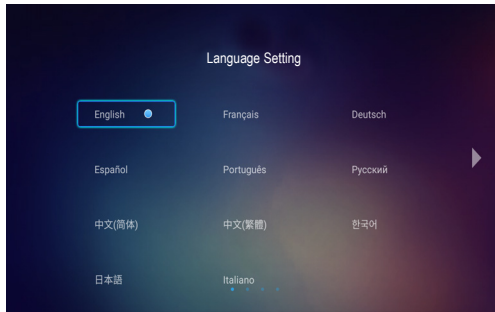 Language Setting
English Français Deutsch
Español Português Русский
中文(简体) 中文(繁體) 한국어
日本語 Italiano